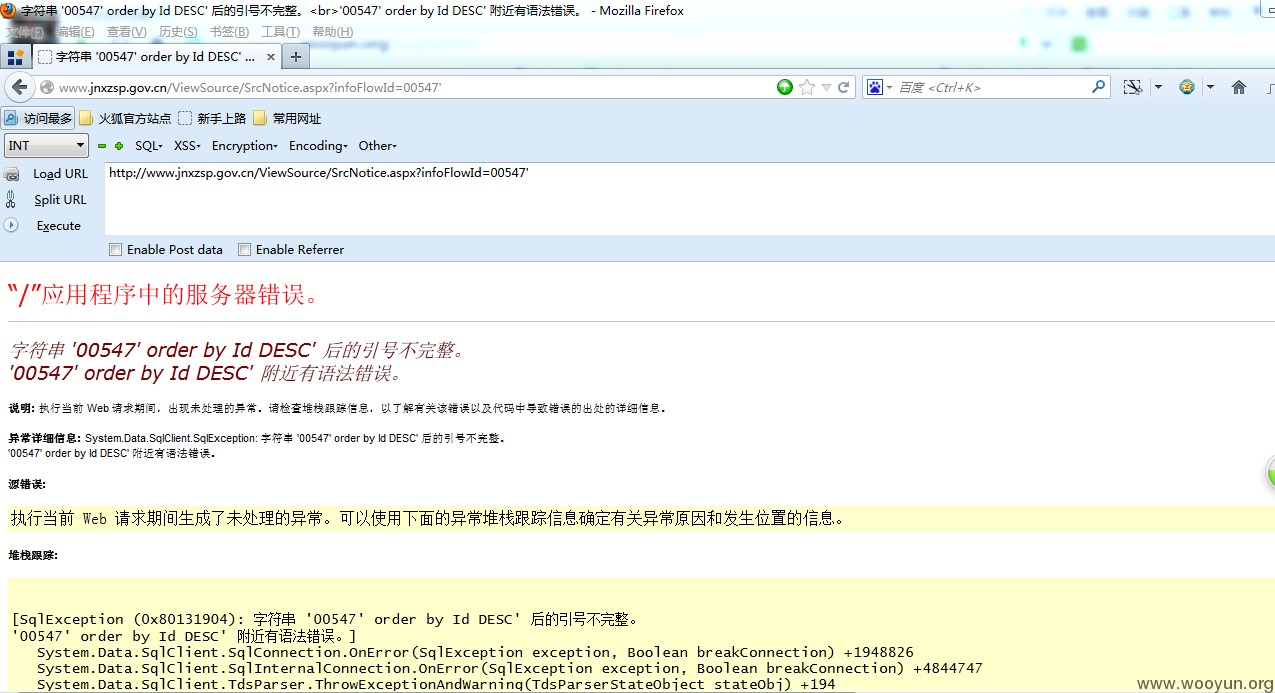 字符串 '00547' order by Id DESC' 后的引号不完整。<br>'00547' order by Id DESC' 附近有语法错误。 - Mozilla Firefox
文件(F) 编辑(E) 查看(V) 历史(S) 书签(B) 工具(T) 帮助(H)
字符串 '00547' order by Id DESC' ... × +
www.jnxzsp.gov.cn/ViewSource/SrcNotice.aspx?infoFlowId=00547' 百度 <Ctrl+K>
访问最多 火狐官方站点 新手上路 常用网址
INT SQL- XSS- Encryption- Encoding- Other-
Load URL http://www.jnxzsp.gov.cn/ViewSource/SrcNotice.aspx?infoFlowId=00547'
Split URL
Execute
Enable Post data Enable Referrer
“/”应用程序中的服务器错误。
字符串 '00547' order by Id DESC' 后的引号不完整。
'00547' order by Id DESC' 附近有语法错误。
说明: 执行当前 Web 请求期间，出现未处理的异常。请检查堆栈跟踪信息，以了解有关该错误以及代码中导致错误的出处的详细信息。
异常详细信息: System.Data.SqlClient.SqlException: 字符串 '00547' order by Id DESC' 后的引号不完整。
'00547' order by Id DESC' 附近有语法错误。
源错误:
执行当前 Web 请求期间生成了未处理的异常。可以使用下面的异常堆栈跟踪信息确定有关异常原因和发生位置的信息。
堆栈跟踪:
[SqlException (0x80131904): 字符串 '00547' order by Id DESC' 后的引号不完整。
'00547' order by Id DESC' 附近有语法错误。]
System.Data.SqlClient.SqlConnection.OnError(SqlException exception, Boolean breakConnection) +1948826
System.Data.SqlClient.SqlInternalConnection.OnError(SqlException exception, Boolean breakConnection) +4844747
System.Data.SqlClient.TdsParser.ThrowExceptionAndWarning(TdsParserStateObject stateObj) +194
www.wooyun.org